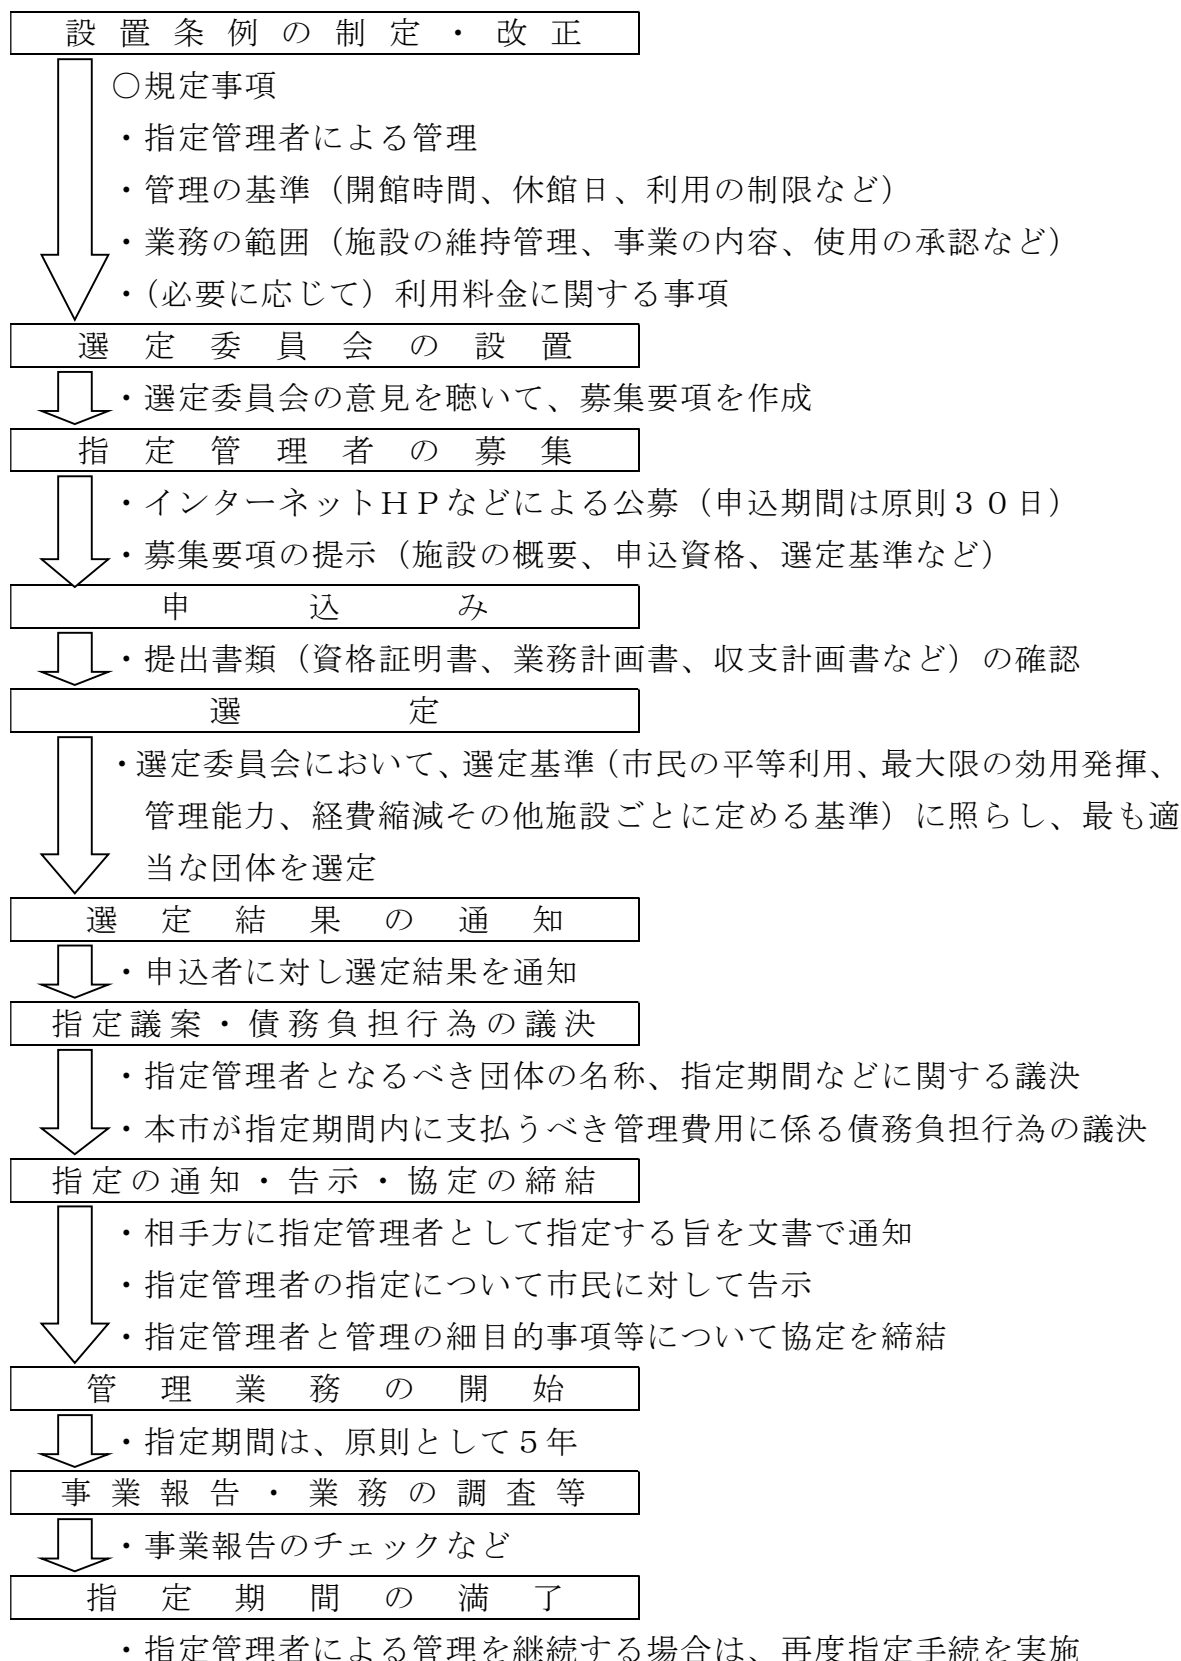 設置条例の制定・改正
○規定事項
・指定管理者による管理
・管理の基準（開館時間、休館日、利用の制限など）
・業務の範囲（施設の維持管理、事業の内容、使用の承認など）
・（必要に応じて）利用料金に関する事項
選定委員会の設置
・選定委員会の意見を聴いて、募集要項を作成
指定管理者の募集
・インターネットＨＰなどによる公募（申込期間は原則３０日）
・募集要項の提示（施設の概要、申込資格、選定基準など）
申込み
・提出書類（資格証明書、業務計画書、収支計画書など）の確認
選定
・選定委員会において、選定基準（市民の平等利用、最大限の効用発揮、
管理能力、経費縮減その他施設ごとに定める基準）に照らし、最も適
当な団体を選定
選定結果の通知
・申込者に対し選定結果を通知
指定議案・債務負担行為の議決
・指定管理者となるべき団体の名称、指定期間などに関する議決
・本市が指定期間内に支払うべき管理費用に係る債務負担行為の議決
指定の通知・告示・協定の締結
・相手方に指定管理者として指定する旨を文書で通知
・指定管理者の指定について市民に対して告示
・指定管理者と管理の細目的事項等について協定を締結
管理業務の開始
・指定期間は、原則として５年
事業報告・業務の調査等
・事業報告のチェックなど
指定期間の満了
・指定管理者による管理を継続する場合は、再度指定手続を実施